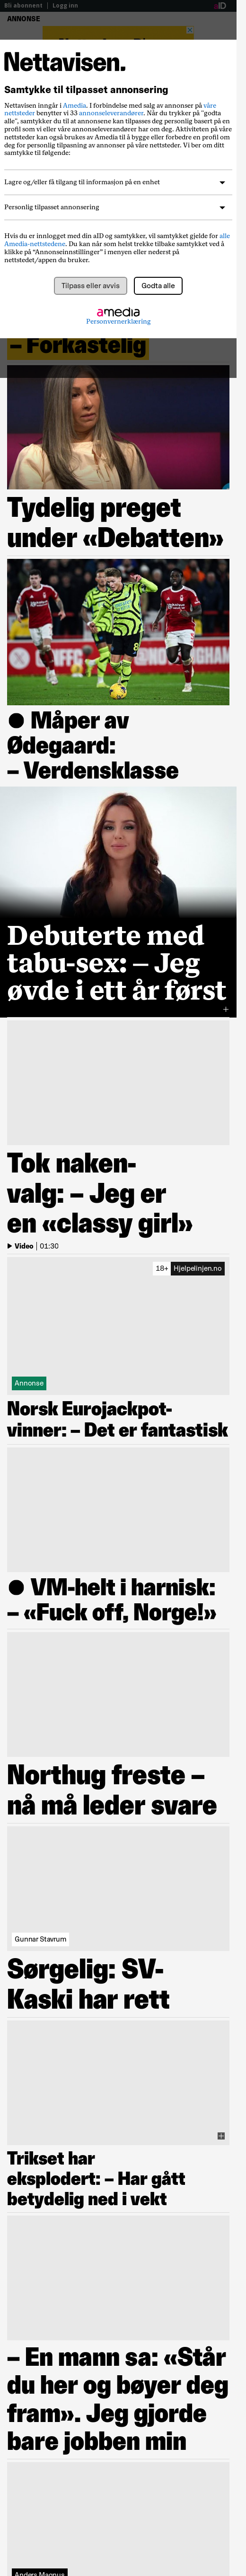 Bli abonnent | Logg inn
aID
ANNONSE
Nettavisen.
Samtykke til tilpasset annonsering
Nettavisen inngår i Amedia. I forbindelse med salg av annonser på våre
nettsteder benytter vi 33 annonseleverandører. Når du trykker på "godta
alle", samtykker du til at annonsene kan tilpasses deg personlig basert på en
profil som vi eller våre annonseleverandører har om deg. Aktiviteten på våre
nettsteder kan også brukes av Amedia til å bygge eller forbedre en profil om
deg for personlig tilpasning av annonser på våre nettsteder. Vi ber om ditt
samtykke til følgende:
Lagre og/eller få tilgang til informasjon på en enhet
Personlig tilpasset annonsering
Hvis du er innlogget med din aID og samtykker, vil samtykket gjelde for alle
Amedia-nettstedene. Du kan når som helst trekke tilbake samtykket ved å
klikke på “Annonseinnstillinger” i menyen eller nederst på
nettstedet/appen du bruker.
Tilpass eller avvis
Godta alle
amedia
Personvernerklæring
– Forkastelig
Tydelig preget
under «Debatten»
● Måper av
Ødegaard:
– Verdensklasse
Debuterte med
tabu-sex: – Jeg
øvde i ett år først
Tok naken-
valg: – Jeg er
en «classy girl»
Video | 01:30
18+ Hjelpelinjen.no
Annonse
Norsk Eurojackpot-
vinner: – Det er fantastisk
● VM-helt i harnisk:
– «Fuck off, Norge!»
Northug freste –
nå må leder svare
Gunnar Stavrum
Sørgelig: SV-
Kaski har rett
Trikset har
eksplodert: – Har gått
betydelig ned i vekt
– En mann sa: «Står
du her og bøyer deg
fram». Jeg gjorde
bare jobben min
Anders Magnus